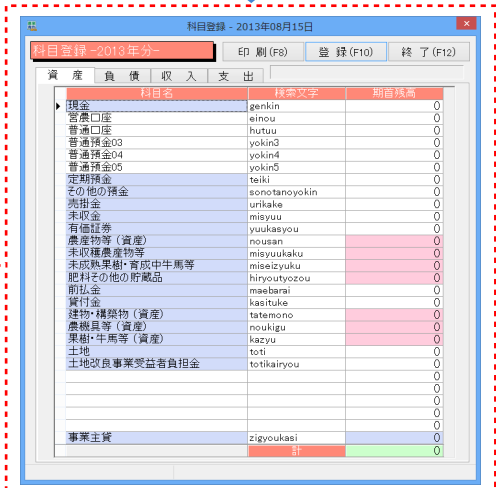 科目登録 - 2013年08月15日
科目登録 -2013年分-
印 刷(F8) 登 録(F10) 終 了(F12)
資 産 負 債 収 入 支 出
科目名 検索文字 期首残高
現金 genkin 0
営農口座 einou 0
普通口座 hutuu 0
普通預金03 yokin3 0
普通預金04 yokin4 0
普通預金05 yokin5 0
定期預金 teiki 0
その他の預金 sonotanoyokin 0
売掛金 urikake 0
未収金 misyuu 0
有価証券 yuukasyou 0
農産物等(資産) nousan 0
未収穫農産物等 misyuukaku 0
未成熟果樹・育成中牛馬等 miseizyuku 0
肥料その他の貯蔵品 hiryoutyozou 0
前払金 maebarai 0
貸付金 kasituke 0
建物・構築物(資産) tatemono 0
農機具等(資産) noukigu 0
果樹・牛馬等(資産) kazyu 0
土地 toti 0
土地改良事業受益者負担金 totikairyou 0
0
0
0
0
0
事業主貸 zigyoukasi 0
計 0